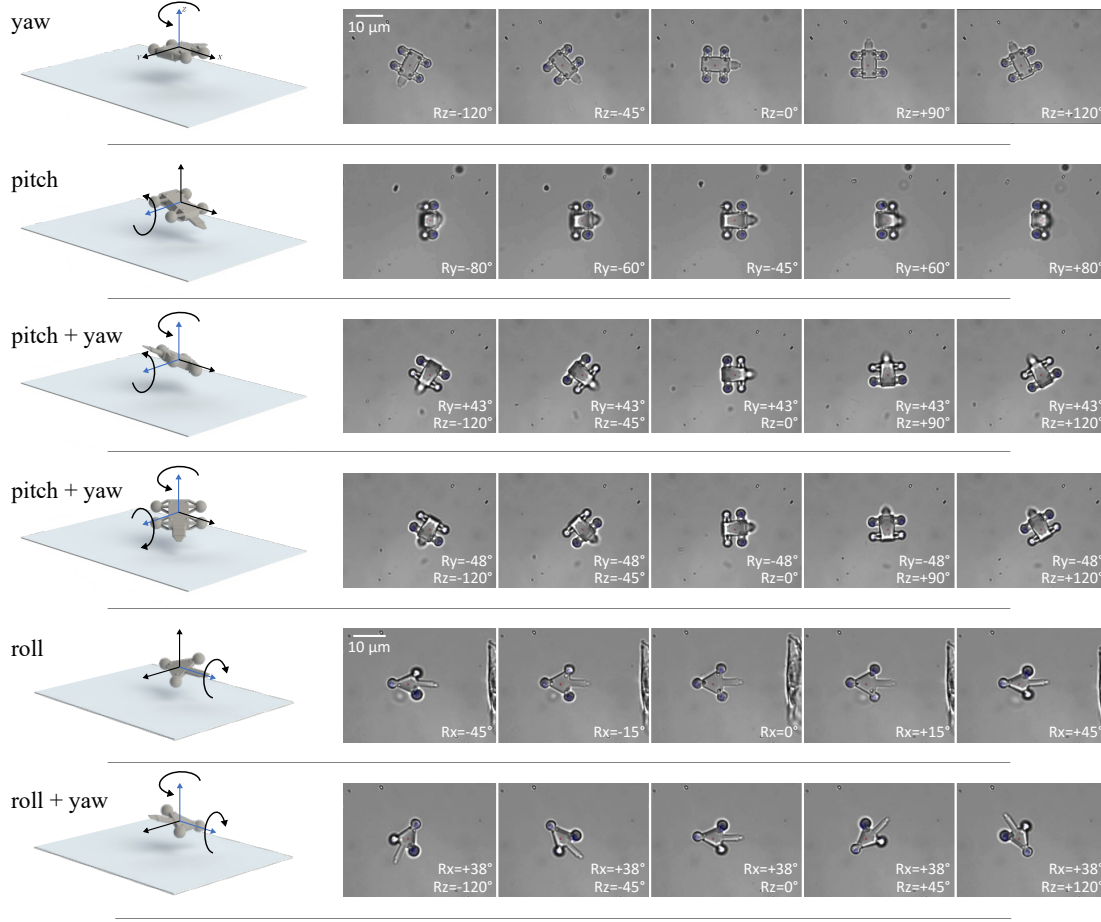 yaw
Z
Y
X
10 μm
Rz=-120°
Rz=-45°
Rz=0°
Rz=+90°
Rz=+120°
pitch
Ry=-80°
Ry=-60°
Ry=-45°
Ry=+60°
Ry=+80°
pitch + yaw
Ry=+43°
Rz=-120°
Ry=+43°
Rz=-45°
Ry=+43°
Rz=0°
Ry=+43°
Rz=+90°
Ry=+43°
Rz=+120°
pitch + yaw
Ry=-48°
Rz=-120°
Ry=-48°
Rz=-45°
Ry=-48°
Rz=0°
Ry=-48°
Rz=+90°
Ry=-48°
Rz=+120°
roll
10 μm
Rx=-45°
Rx=-15°
Rx=0°
Rx=+15°
Rx=+45°
roll + yaw
Rx=+38°
Rz=-120°
Rx=+38°
Rz=-45°
Rx=+38°
Rz=0°
Rx=+38°
Rz=+45°
Rx=+38°
Rz=+120°